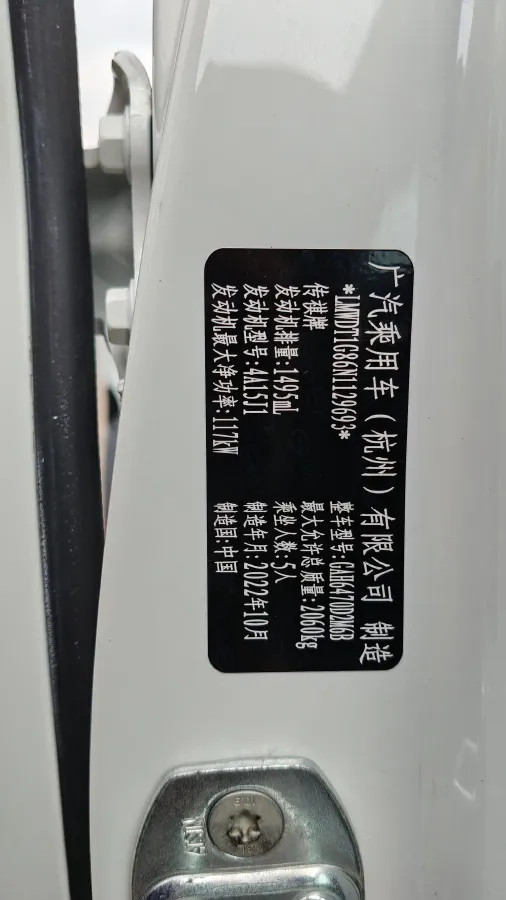 广汽乘用车（杭州）有限公司 制造
*LMWDT1G86N1129693*
传祺牌 整车型号:GAH6470D2M6B
发动机排量:1495mL 最大允许总质量:2060kg
发动机型号:4A15J1 乘坐人数:5人
发动机最大净功率:117kW 制造年月:2022年10月
制造国:中国